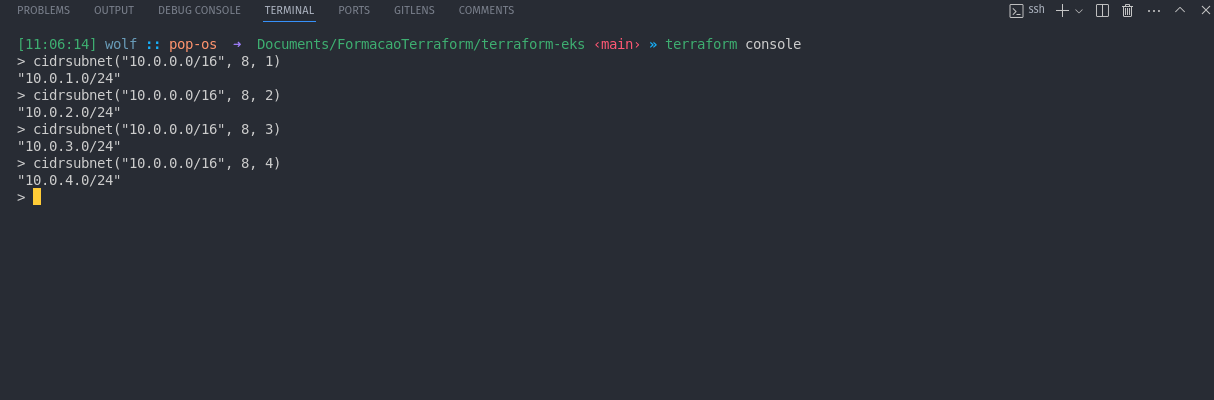 PROBLEMS OUTPUT DEBUG CONSOLE TERMINAL PORTS GITLENS COMMENTS ssh
[11:06:14] wolf :: pop-os → Documents/FormacaoTerraform/terraform-eks ‹main› » terraform console
> cidrsubnet("10.0.0.0/16", 8, 1)
"10.0.1.0/24"
> cidrsubnet("10.0.0.0/16", 8, 2)
"10.0.2.0/24"
> cidrsubnet("10.0.0.0/16", 8, 3)
"10.0.3.0/24"
> cidrsubnet("10.0.0.0/16", 8, 4)
"10.0.4.0/24"
>